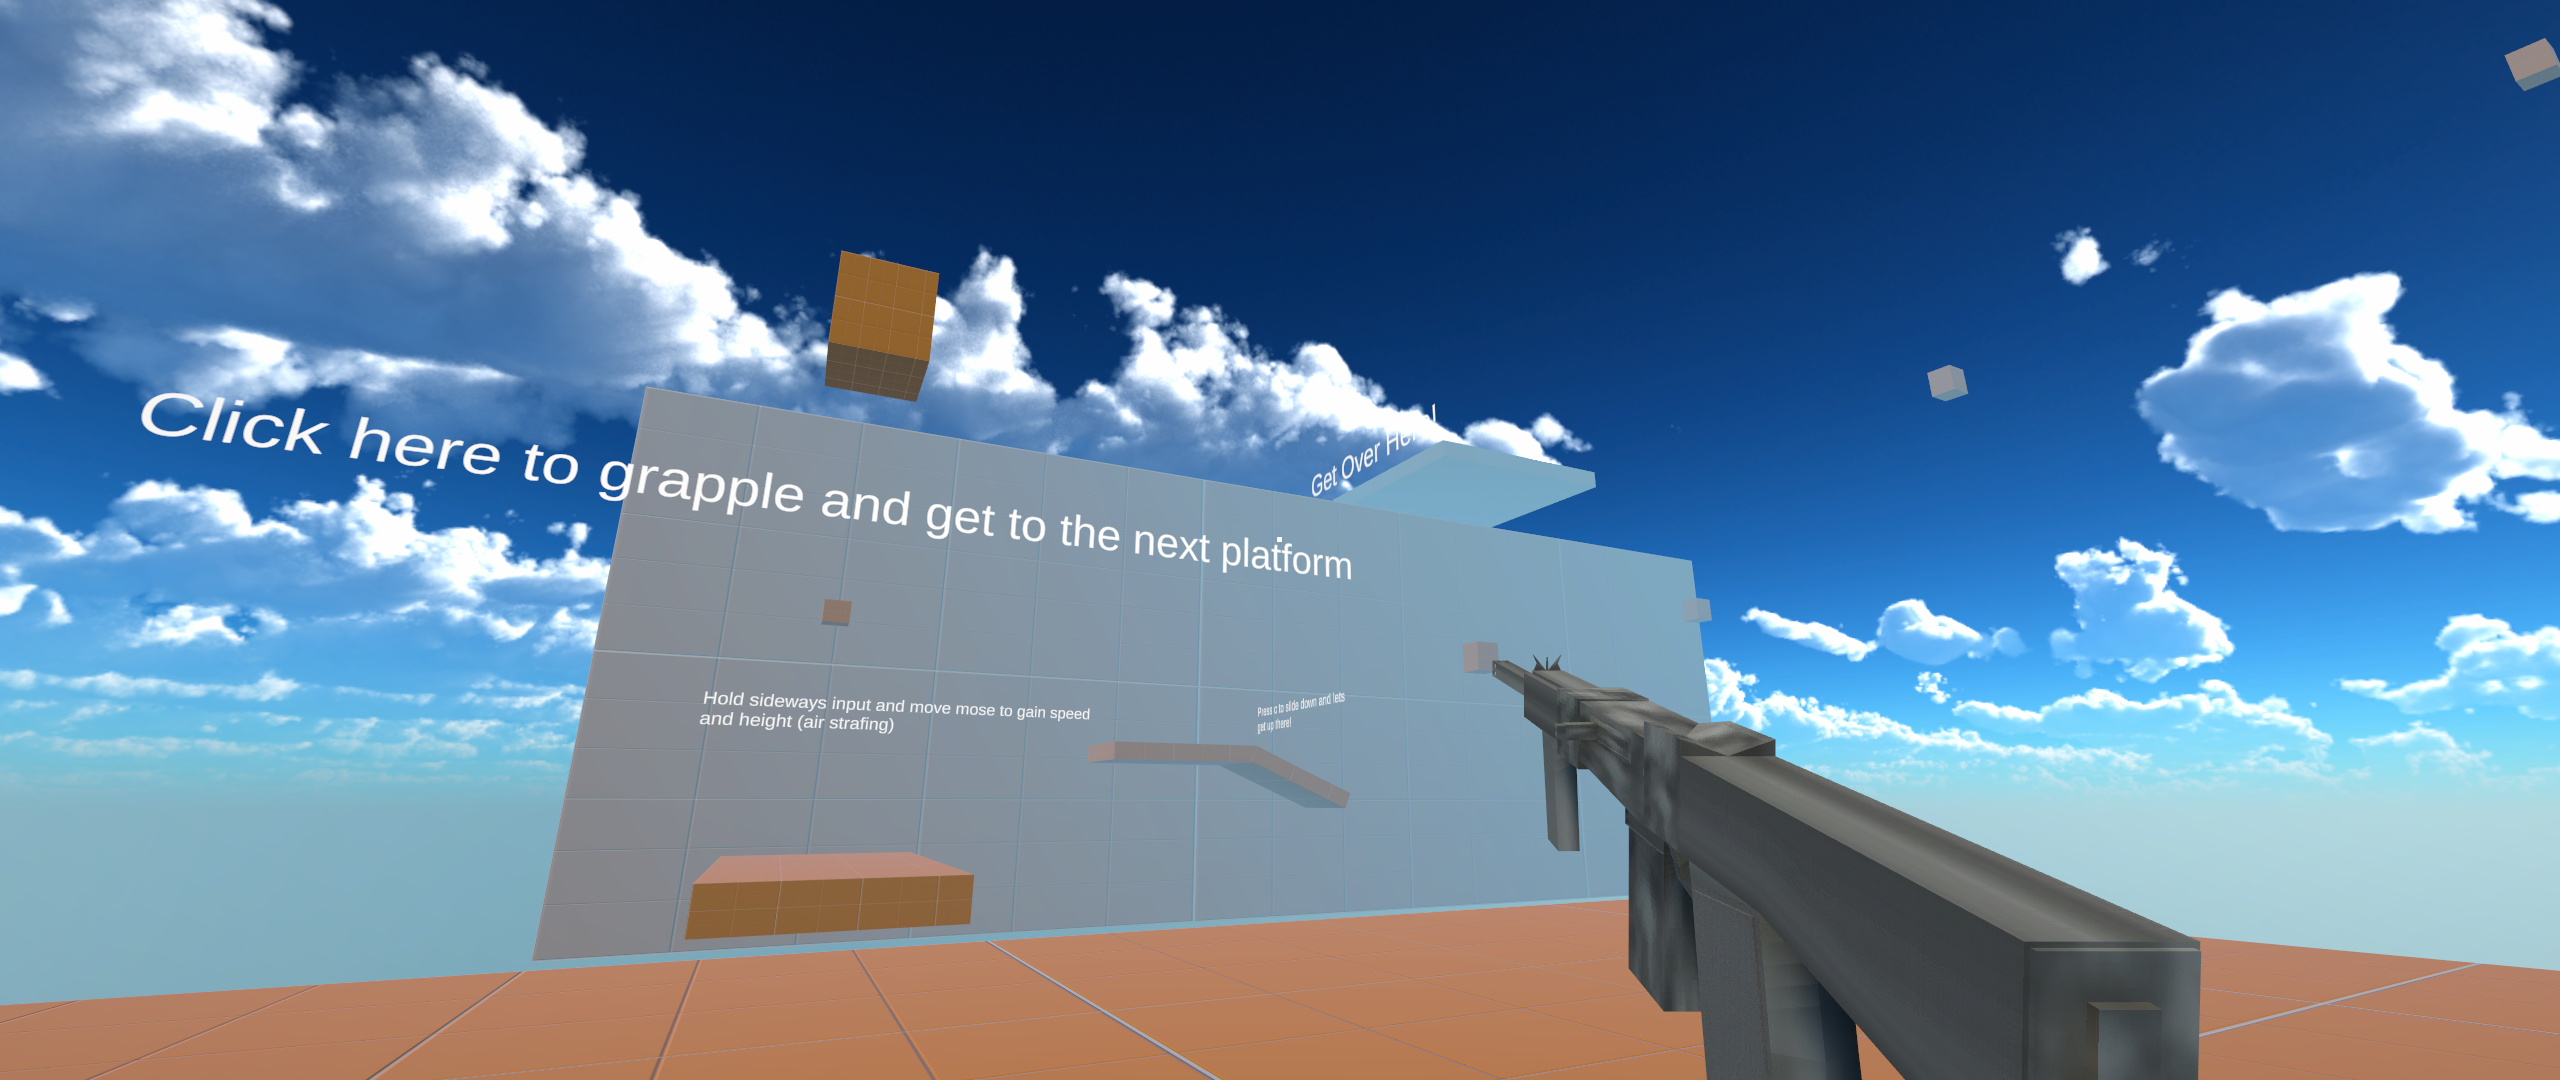 Click here to grapple and get to the next platform
Get Over Here!
Hold sideways input and move mose to gain speed
and height (air strafing)
Press c to slide down and lets
get up there!